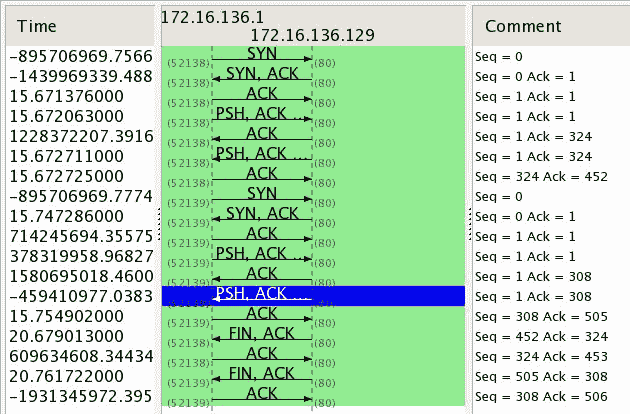 Time 172.16.136.1 172.16.136.129 Comment
-895706969.7566 SYN (52138) (80) Seq = 0
-1439969339.488 SYN, ACK (52138) (80) Seq = 0 Ack = 1
15.671376000 ACK (52138) (80) Seq = 1 Ack = 1
15.672063000 PSH, ACK ... (52138) (80) Seq = 1 Ack = 1
1228372207.3916 ACK (52138) (80) Seq = 1 Ack = 324
15.672711000 PSH, ACK ... (52138) (80) Seq = 1 Ack = 324
15.672725000 ACK (52138) (80) Seq = 324 Ack = 452
-895706969.7774 SYN (52139) (80) Seq = 0
15.747286000 SYN, ACK (52139) (80) Seq = 0 Ack = 1
714245694.35575 ACK (52139) (80) Seq = 1 Ack = 1
378319958.96827 PSH, ACK ... (52139) (80) Seq = 1 Ack = 1
1580695018.4600 ACK (52139) (80) Seq = 1 Ack = 308
-459410977.0383 PSH, ACK ... Seq = 1 Ack = 308
15.754902000 ACK (52139) (80) Seq = 308 Ack = 505
20.679013000 FIN, ACK (52138) (80) Seq = 452 Ack = 324
609634608.34434 ACK (52138) (80) Seq = 324 Ack = 453
20.761722000 FIN, ACK (52139) (80) Seq = 505 Ack = 308
-1931345972.395 ACK (52139) (80) Seq = 308 Ack = 506